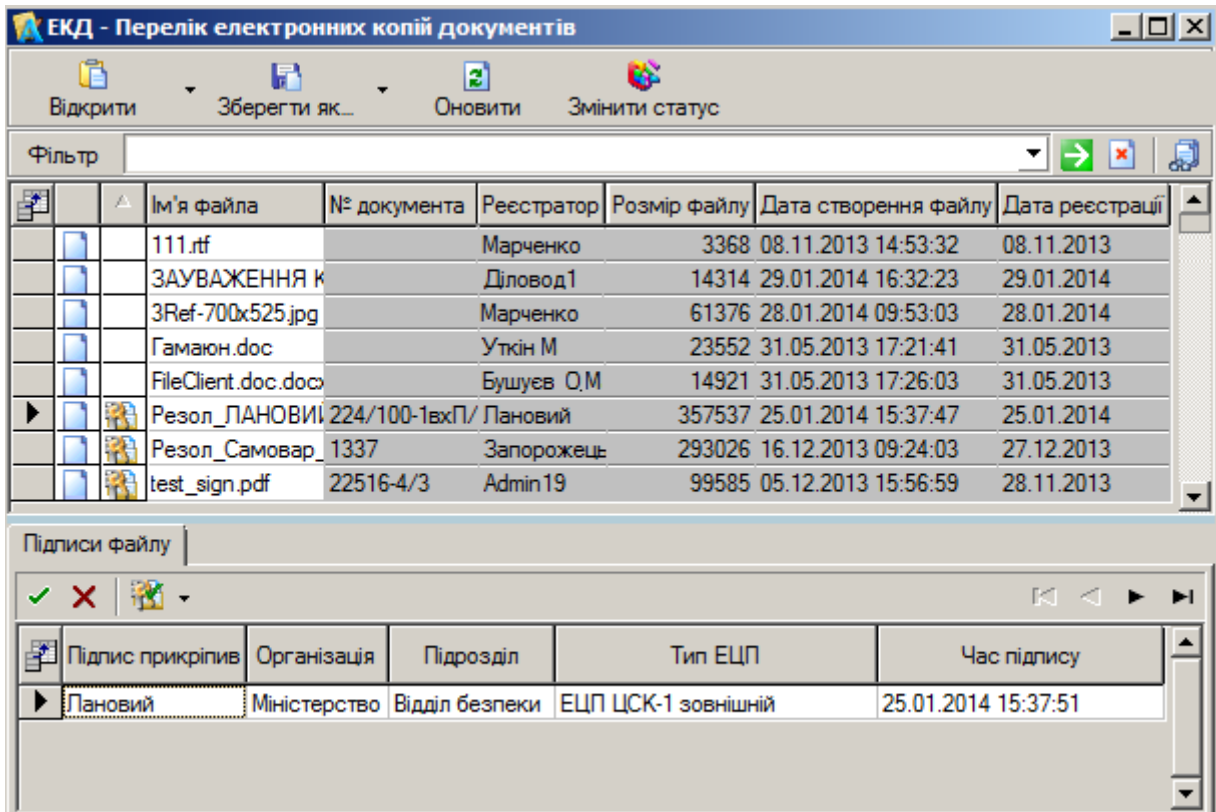 ЕКД - Перелік електронних копій документів
Відкрити Зберегти як... Оновити Змінити статус
Фільтр
Ім'я файла № документа Реєстратор Розмір файлу Дата створення файлу Дата реєстрації
111.rtf Марченко 3368 08.11.2013 14:53:32 08.11.2013
ЗАУВАЖЕННЯ К Діловод1 14314 29.01.2014 16:32:23 29.01.2014
3Ref-700x525.jpg Марченко 61376 28.01.2014 09:53:03 28.01.2014
Гамаюн.doc Уткін М 23552 31.05.2013 17:21:41 31.05.2013
FileClient.doc.docx Бушуєв О,М 14921 31.05.2013 17:26:03 31.05.2013
Резол_ПАНОВИЙ 224/100-1вхП/ Пановий 357537 25.01.2014 15:37:47 25.01.2014
Резол_Самовар_ 1337 Запорожець 293026 16.12.2013 09:24:03 27.12.2013
test_sign.pdf 22516-4/3 Admin19 99585 05.12.2013 15:56:59 28.11.2013
Підписи файлу
Підпис прикріпив Організація Підрозділ Тип ЕЦП Час підпису
Пановий Міністерство Відділ безпеки ЕЦП ЦСК-1 зовнішній 25.01.2014 15:37:51